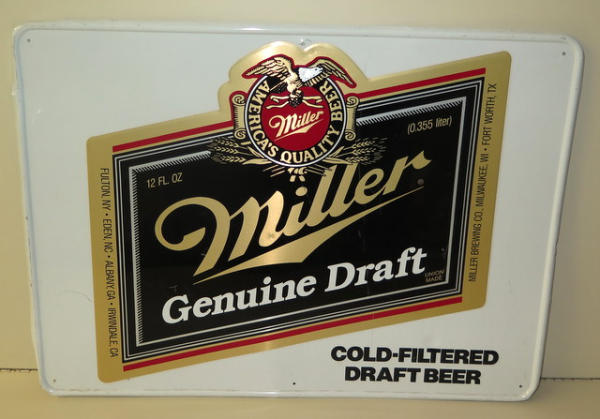 AMERICA'S QUALITY BEER
Miller
(0.355 liter)
12 FL. OZ
Miller
Genuine Draft
UNION
MADE
FULTON, NY • EDEN, NC • ALBANY, GA • IRWINDALE, CA
MILLER BREWING CO., MILWAUKEE, WI • FORT WORTH, TX
COLD-FILTERED
DRAFT BEER